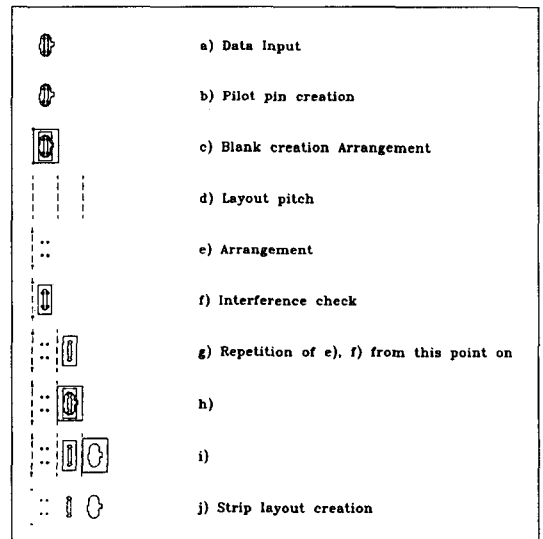 a) Data Input
b) Pilot pin creation
c) Blank creation Arrangement
d) Layout pitch
e) Arrangement
f) Interference check
g) Repetition of e), f) from this point on
h)
i)
j) Strip layout creation